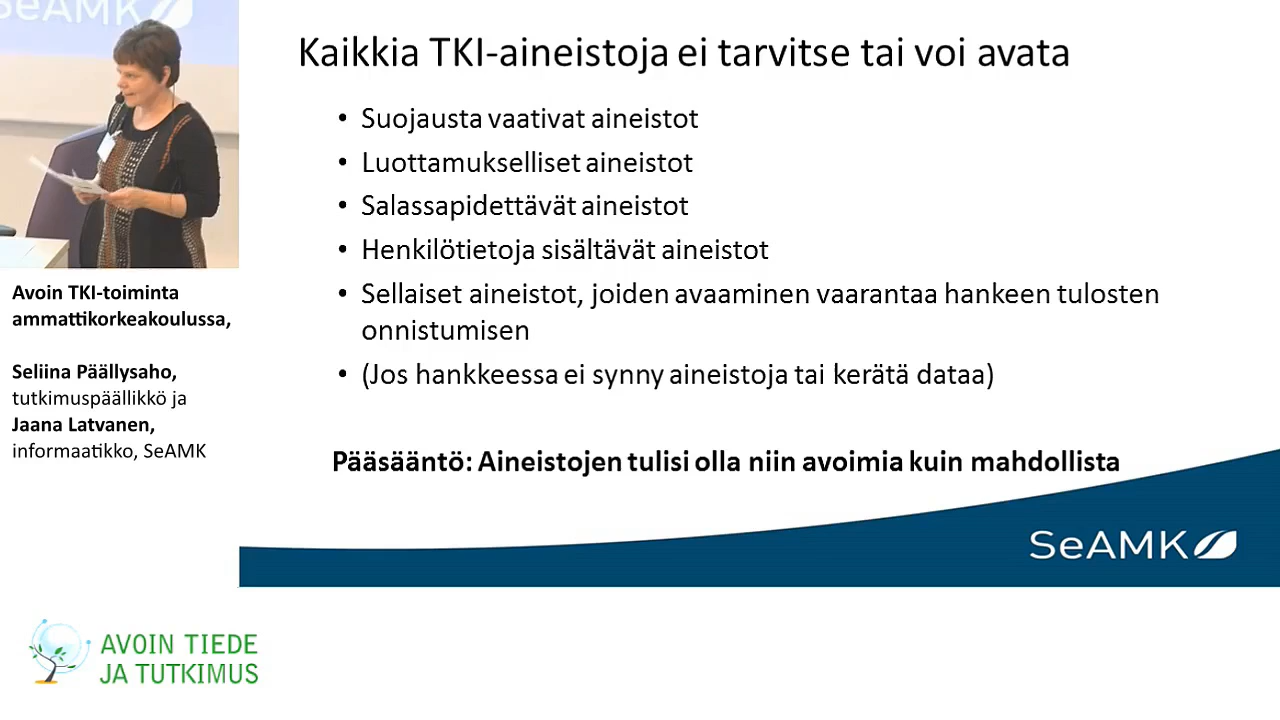 SeAMK
Kaikkia TKI-aineistoja ei tarvitse tai voi avata
• Suojausta vaativat aineistot
• Luottamukselliset aineistot
• Salassapidettävät aineistot
• Henkilötietoja sisältävät aineistot
• Sellaiset aineistot, joiden avaaminen vaarantaa hankeen tulosten
onnistumisen
• (Jos hankkeessa ei synny aineistoja tai kerätä dataa)
Pääsääntö: Aineistojen tulisi olla niin avoimia kuin mahdollista
SeAMK
Avoin TKI-toiminta
ammattikorkeakoulussa,
Seliina Päällysaho,
tutkimuspäällikkö ja
Jaana Latvanen,
informaatikko, SeAMK
AVOIN TIEDE
JA TUTKIMUS